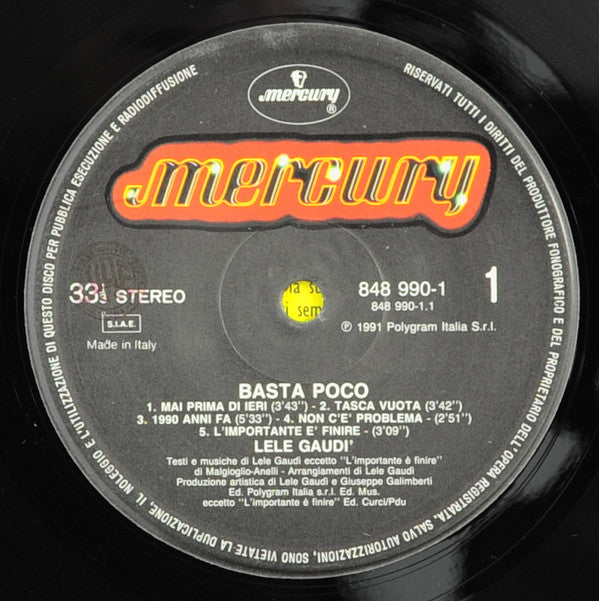 mercury
®
mercury
33⅓ STEREO
S.I.A.E.
Made in Italy
848 990-1
848 990-1.1
1
℗ 1991 Polygram Italia S.r.l.
i sem
BASTA POCO
1. MAI PRIMA DI IERI (3'43") - 2. TASCA VUOTA (3'42")
3. 1990 ANNI FA (5'33") - 4. NON C'E' PROBLEMA - (2'51")
5. L'IMPORTANTE E' FINIRE - (3'09")
LELE GAUDI'
Testi e musiche di Lele Gaudì eccetto "L'importante è finire"
di Malgioglio-Anelli - Arrangiamenti di Lele Gaudì
Produzione artistica di Lele Gaudì e Giuseppe Galimberti
Ed. Polygram Italia s.r.l. Ed. Mus.
eccetto "L'importante è finire" Ed. Curci/Pdu
RISERVATI TUTTI I DIRITTI DEL PRODUTTORE FONOGRAFICO E DEL PROPRIETARIO DELL'OPERA REGISTRATA. SALVO AUTORIZZAZIONI, SONO VIETATE LA DUPLICAZIONE, IL NOLEGGIO E L'UTILIZZAZIONE DI QUESTO DISCO PER PUBBLICA ESECUZIONE E RADIODIFFUSIONE